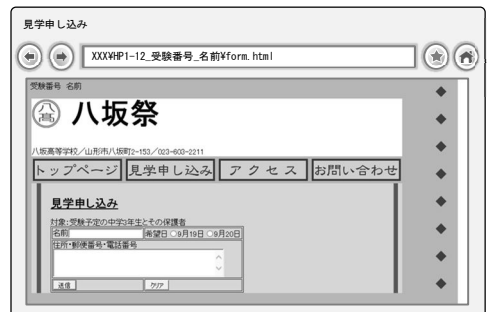 見学申し込み
XXX¥HP1-12_受験番号_名前¥form.html
受験番号 名前
高 八坂祭
八坂高等学校／山形市八坂町2-153／023-603-2211
トップページ 見学申し込み アクセス お問い合わせ
見学申し込み
対象:受験予定の中学3年生とその保護者
名前 希望日 ○9月19日 ○9月20日
住所・郵便番号・電話番号
送信 クリア